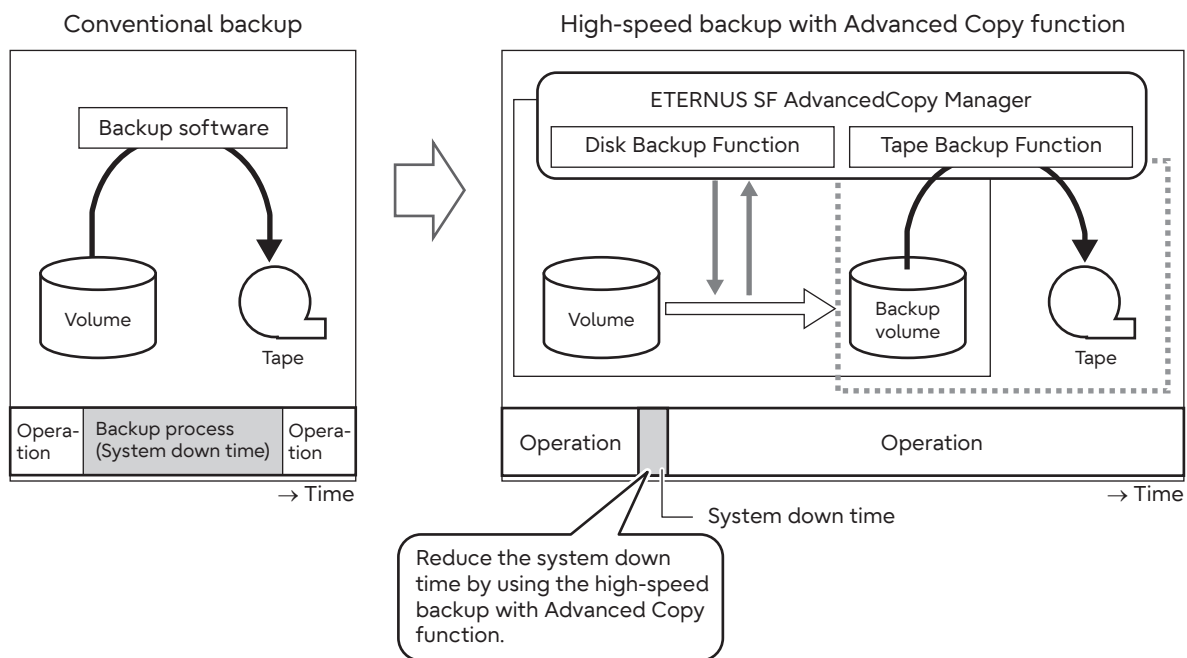 Conventional backup
Backup software
Volume
Tape
Opera-
tion
Backup process
(System down time)
Opera-
tion
→ Time
High-speed backup with Advanced Copy function
ETERNUS SF AdvancedCopy Manager
Disk Backup Function
Tape Backup Function
Volume
Backup
volume
Tape
Operation
Operation
→ Time
System down time
Reduce the system down
time by using the high-speed
backup with Advanced Copy
function.